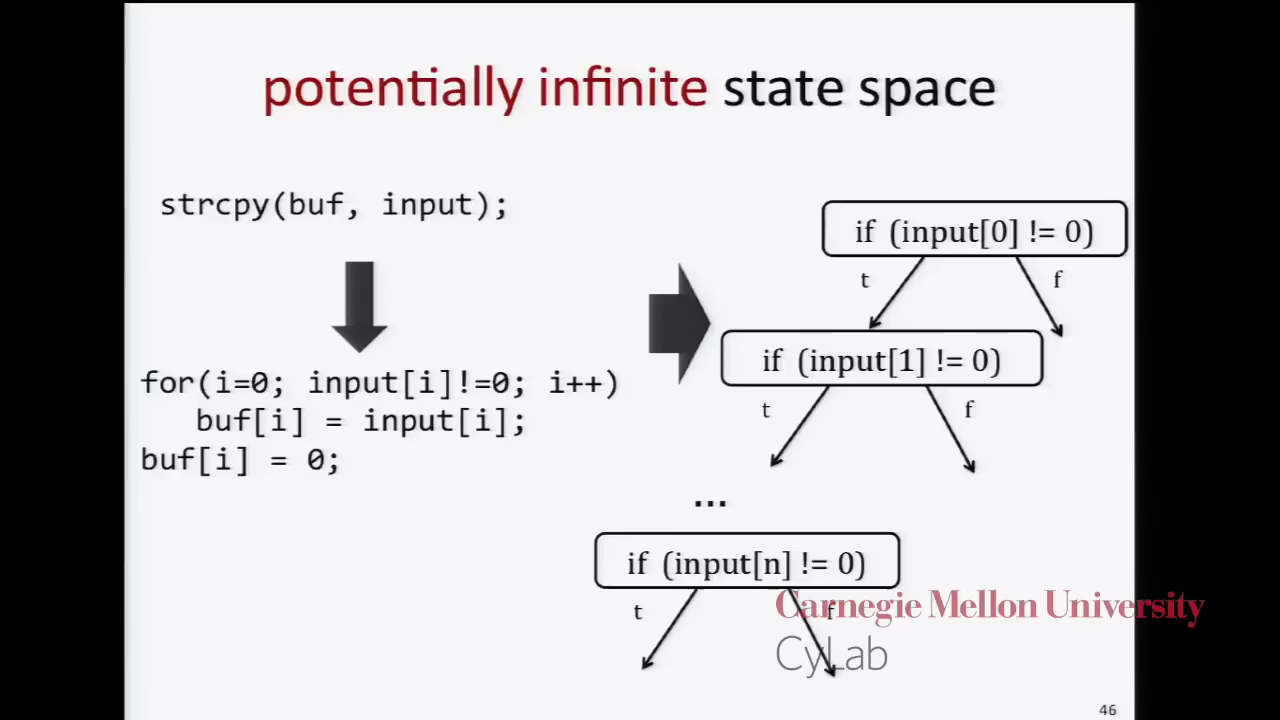 potentially infinite state space
strcpy(buf, input);
for(i=0; input[i]!=0; i++)
buf[i] = input[i];
buf[i] = 0;
if (input[0] != 0)
t
f
if (input[1] != 0)
t
f
...
if (input[n] != 0)
t
f
Carnegie Mellon University
CyLab
46